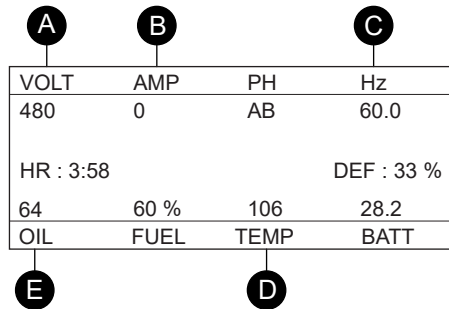 A B C
VOLT AMP PH Hz
480 0 AB 60.0
HR : 3:58 DEF : 33 %
64 60 % 106 28.2
OIL FUEL TEMP BATT
E D